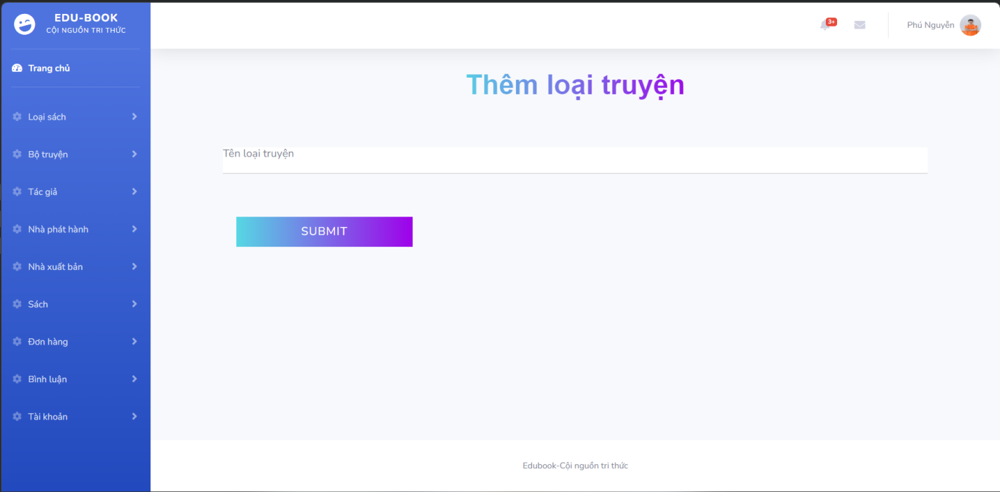 EDU-BOOK
CỘI NGUỒN TRI THỨC
3+
Phú Nguyễn
Trang chủ
Thêm loại truyện
Loại sách
Bộ truyện
Tên loại truyện
Tác giả
Nhà phát hành
SUBMIT
Nhà xuất bản
Sách
Đơn hàng
Bình luận
Tài khoản
Edubook-Cội nguồn tri thức